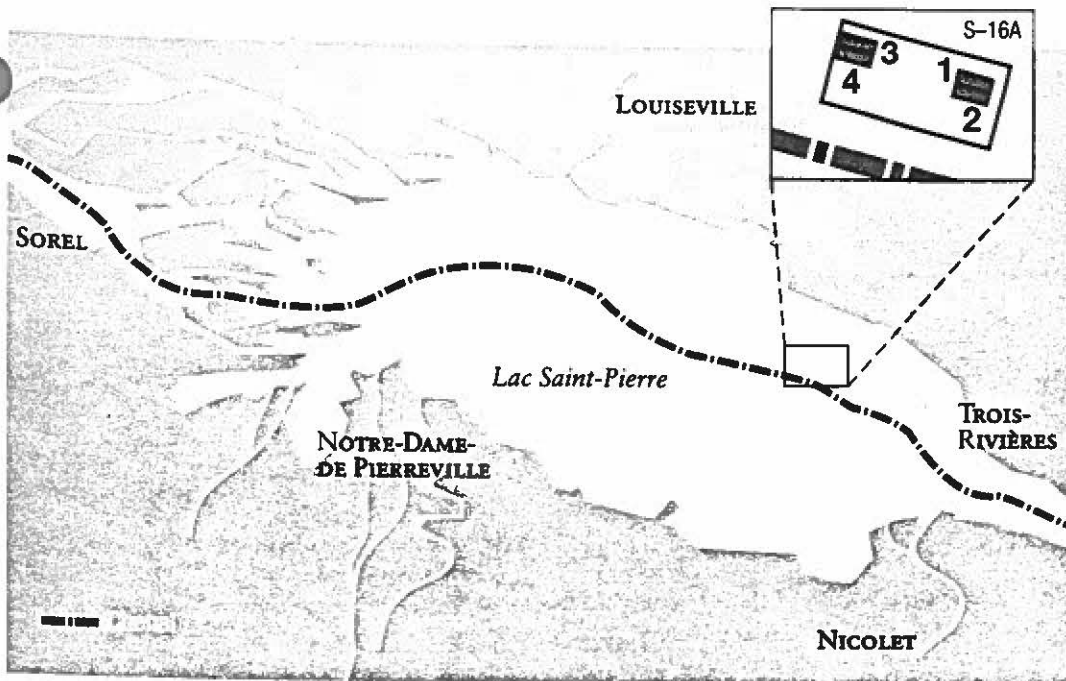 S–16A
3
1
4
2
LOUISEVILLE
SOREL
Lac Saint-Pierre
TROIS-
RIVIÈRES
NOTRE-DAME-
DE PIERREVILLE
NICOLET